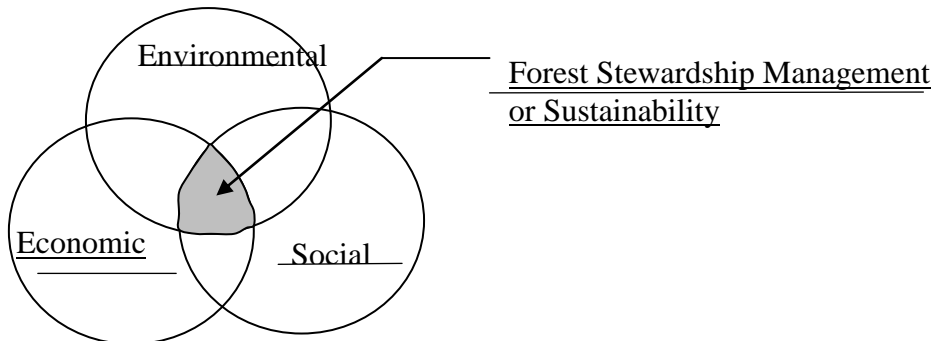 Environmental
Forest Stewardship Management
or Sustainability
Economic
Social